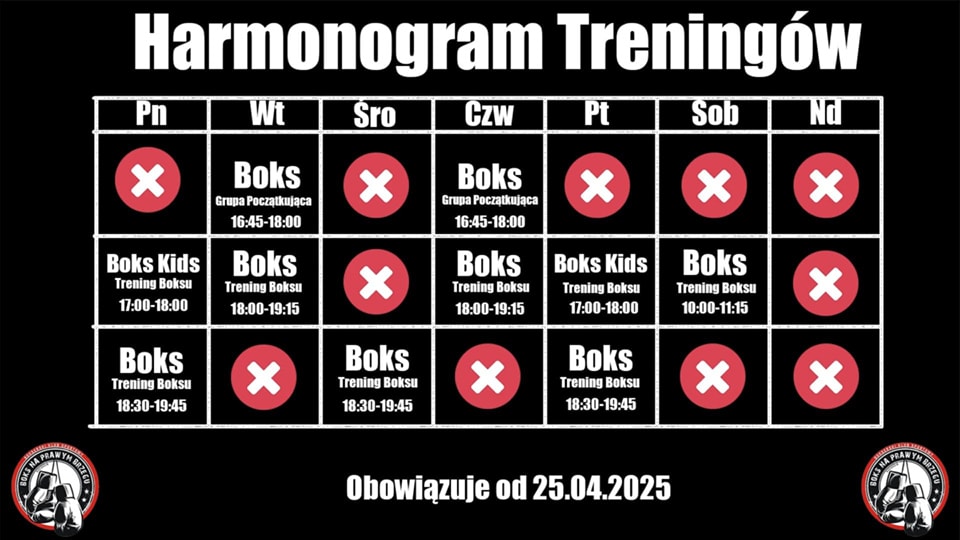 Harmonogram Treningów
Pn Wt Śro Czw Pt Sob Nd
Boks
Grupa Początkująca
16:45-18:00
Boks
Grupa Początkująca
16:45-18:00
Boks Kids
Trening Boksu
17:00-18:00
Boks
Trening Boksu
18:00-19:15
Boks
Trening Boksu
18:00-19:15
Boks Kids
Trening Boksu
17:00-18:00
Boks
Trening Boksu
10:00-11:15
Boks
Trening Boksu
18:30-19:45
Boks
Trening Boksu
18:30-19:45
Boks
Trening Boksu
18:30-19:45
BOKS NA PRAWYM BRZEGU
BOKS NA PRAWYM BRZEGU
Obowiązuje od 25.04.2025